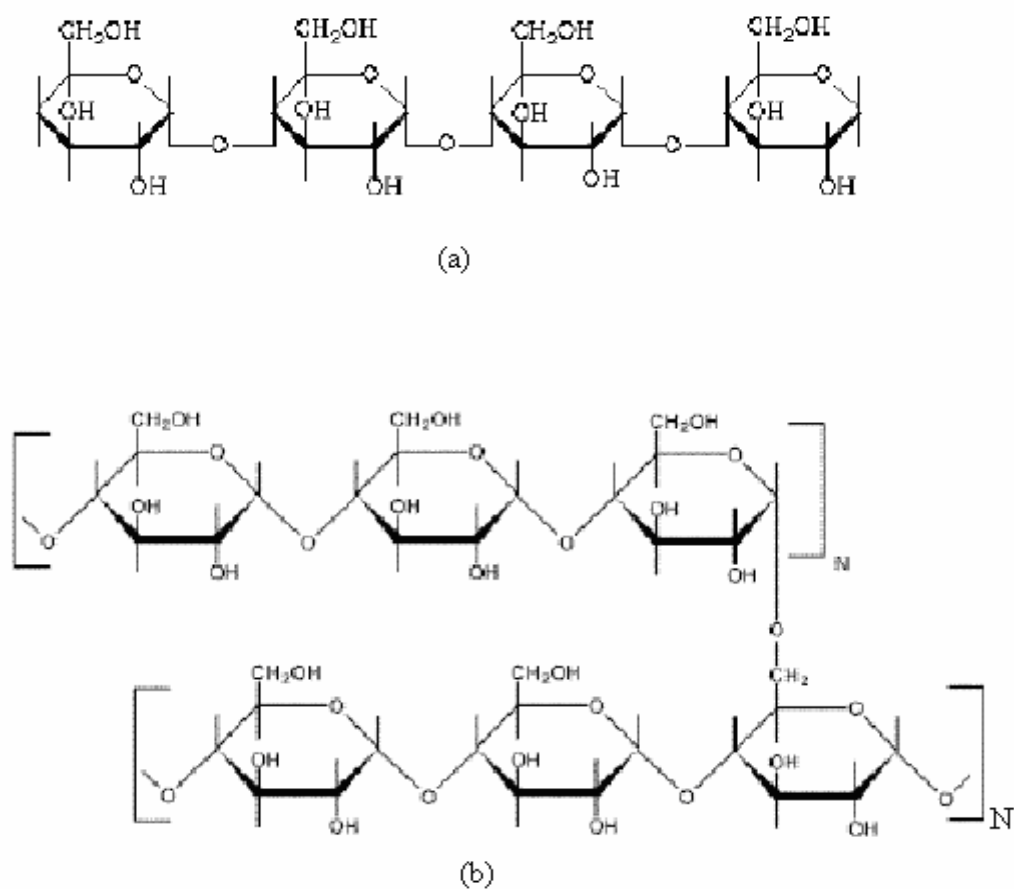 CH₂OH CH₂OH CH₂OH CH₂OH
O O O O
OH OH OH OH
O O O
OH OH OH OH
(a)
CH₂OH CH₂OH CH₂OH
O O O
OH OH OH
O O O
OH OH OH N
O
CH₂OH CH₂OH CH₂
O O O
OH OH OH
O O O O
OH OH OH N
(b)